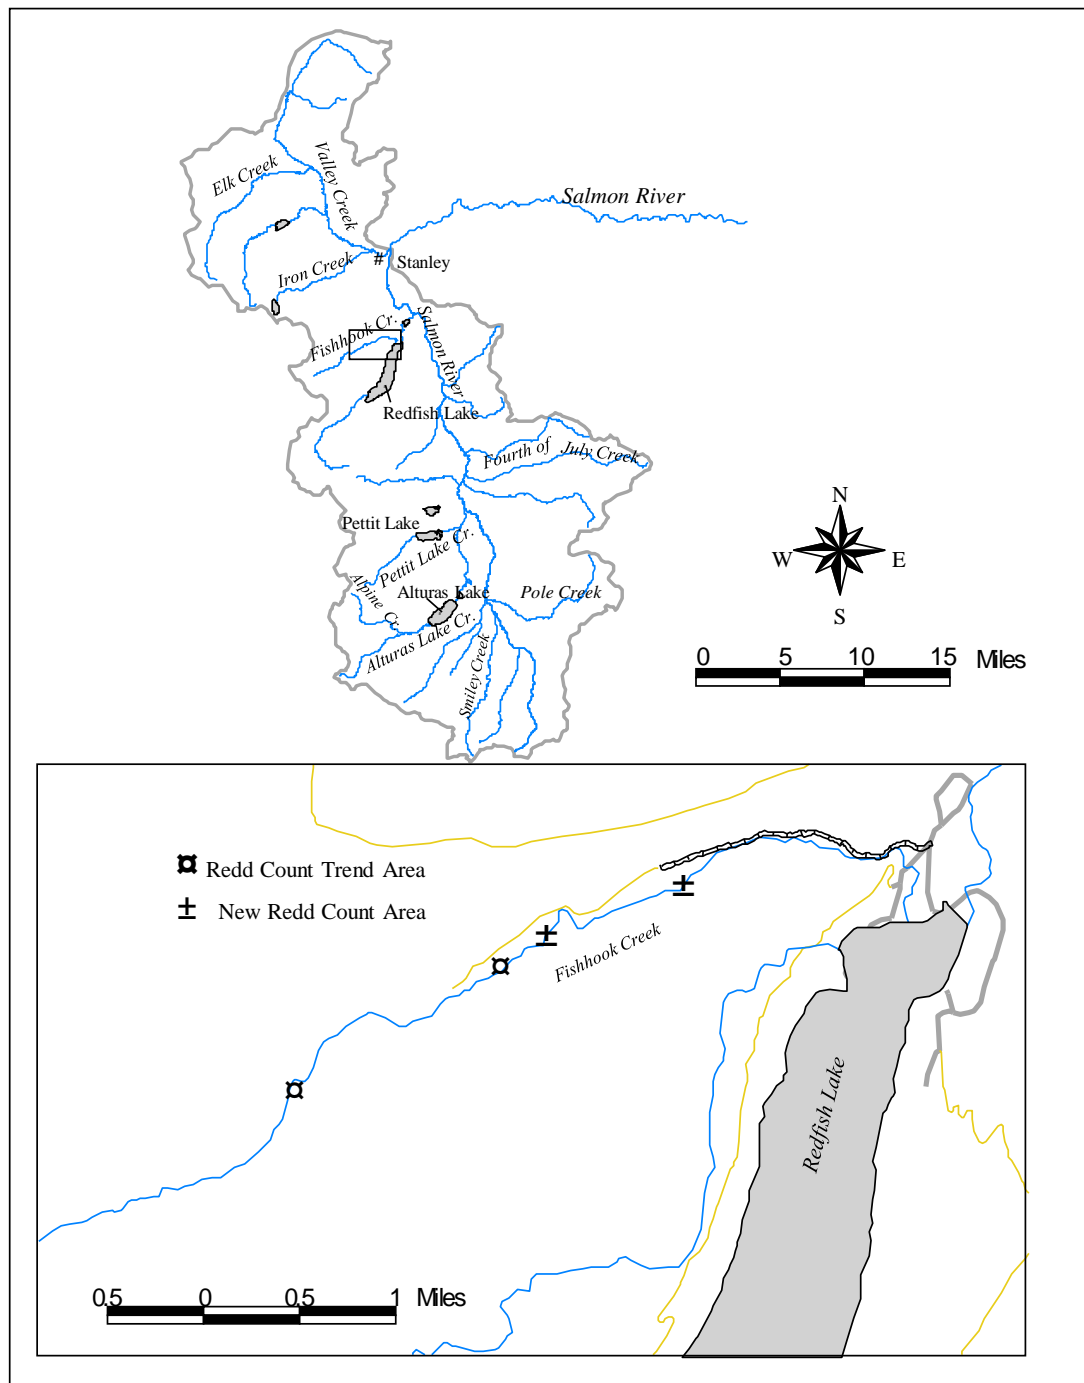 Elk Creek
Valley Creek
Salmon River
Iron Creek
#
Stanley
Fishhook Cr.
Salmon River
Redfish Lake
Fourth of July Creek
Pettit Lake
Pettit Lake Cr.
Alpine Cr.
Alturas Lake
Pole Creek
Alturas Lake Cr.
Smiley Creek
N
W E
S
0 5 10 15 Miles
Redd Count Trend Area
± New Redd Count Area
±
±
Fishhook Creek
Redfish Lake
0.5 0 0.5 1 Miles